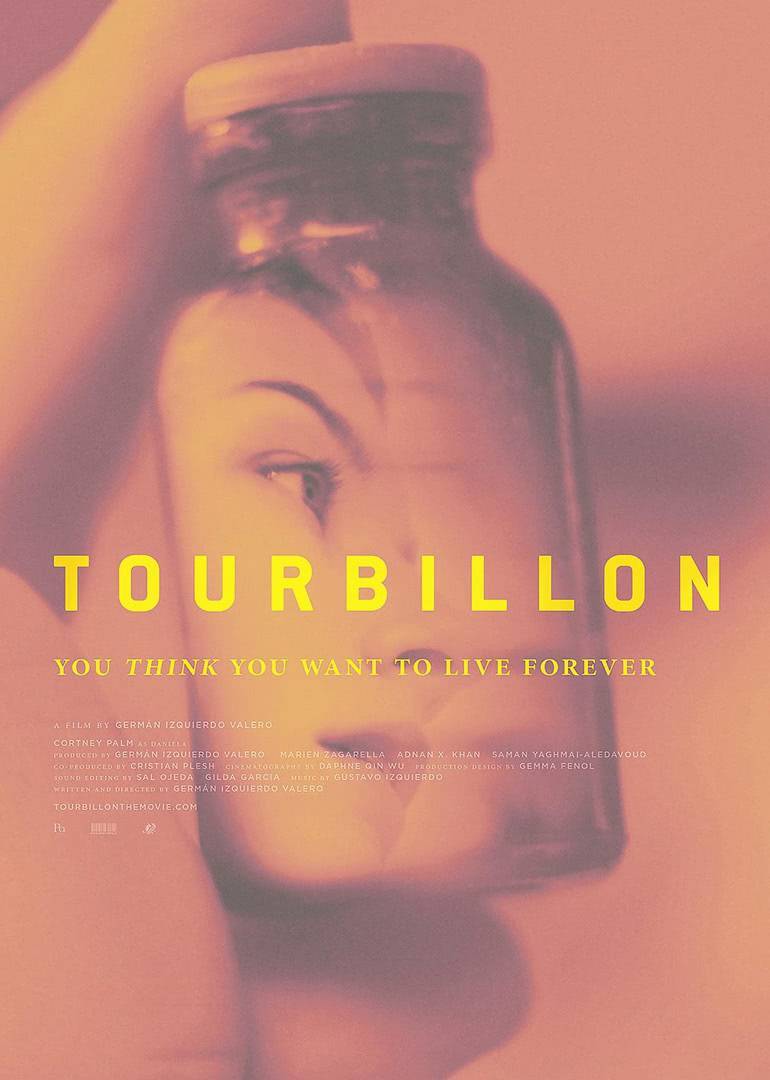 TOURBILLON
YOU THINK YOU WANT TO LIVE FOREVER
A FILM BY GERMÁN IZQUIERDO VALERO
CORTNEY PALM AS DANIELA
PRODUCED BY GERMÁN IZQUIERDO VALERO MARIEN ZAGARELLA ADNAN X. KHAN SAMAN YAGHMAI-ALEDAVOUD
CO-PRODUCED BY CRISTIAN PLESH CINEMATOGRAPHY BY DAPHNE QIN WU PRODUCTION DESIGN BY GEMMA FENOL
SOUND EDITING BY SAL OJEDA GILDA GARCIA MUSIC BY GUSTAVO IZQUIERDO
WRITTEN AND DIRECTED BY GERMÁN IZQUIERDO VALERO
TOURBILLONTHEMOVIE.COM